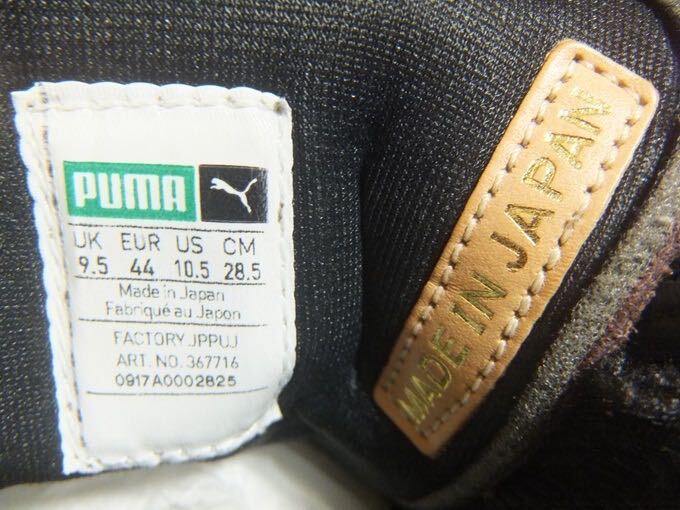 PUMA
UK EUR US CM
9.5 44 10.5 28.5
Made in Japan
Fabriqué au Japon
FACTORY.JPPUJ
ART. NO. 367716
0917A0002825
MADE IN JAPAN